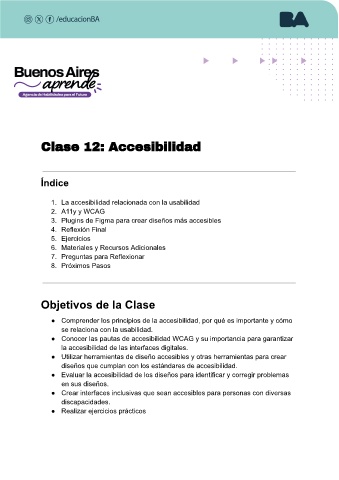 /educacionBA
BA
Buenos Aires
aprende
Agencia de Habilidades para el Futuro
Clase 12: Accesibilidad
Índice
1. La accesibilidad relacionada con la usabilidad
2. A11y y WCAG
3. Plugins de Figma para crear diseños más accesibles
4. Reflexión Final
5. Ejercicios
6. Materiales y Recursos Adicionales
7. Preguntas para Reflexionar
8. Próximos Pasos
Objetivos de la Clase
● Comprender los principios de la accesibilidad, por qué es importante y cómo
se relaciona con la usabilidad.
● Conocer las pautas de accesibilidad WCAG y su importancia para garantizar
la accesibilidad de las interfaces digitales.
● Utilizar herramientas de diseño accesibles y otras herramientas para crear
diseños que cumplan con los estándares de accesibilidad.
● Evaluar la accesibilidad de los diseños para identificar y corregir problemas
en sus diseños.
● Crear interfaces inclusivas que sean accesibles para personas con diversas
discapacidades.
● Realizar ejercicios prácticos